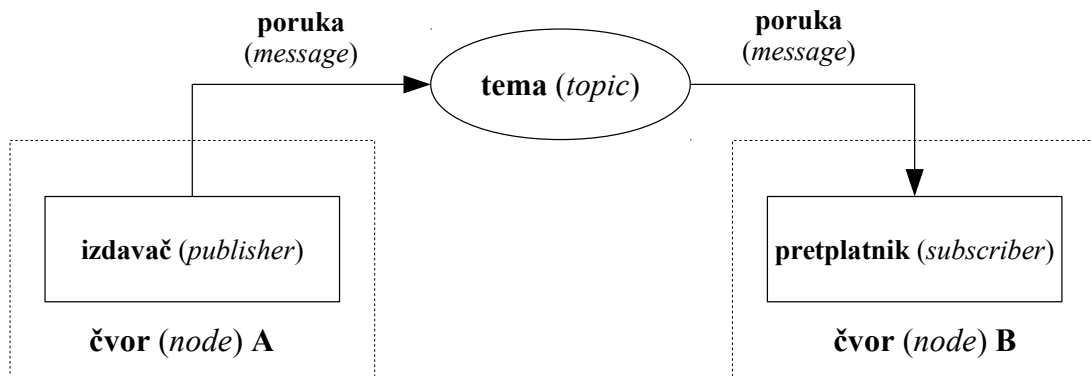 poruka
(message)
tema (topic)
poruka
(message)
izdavač (publisher)
čvor (node) A
pretplatnik (subscriber)
čvor (node) B